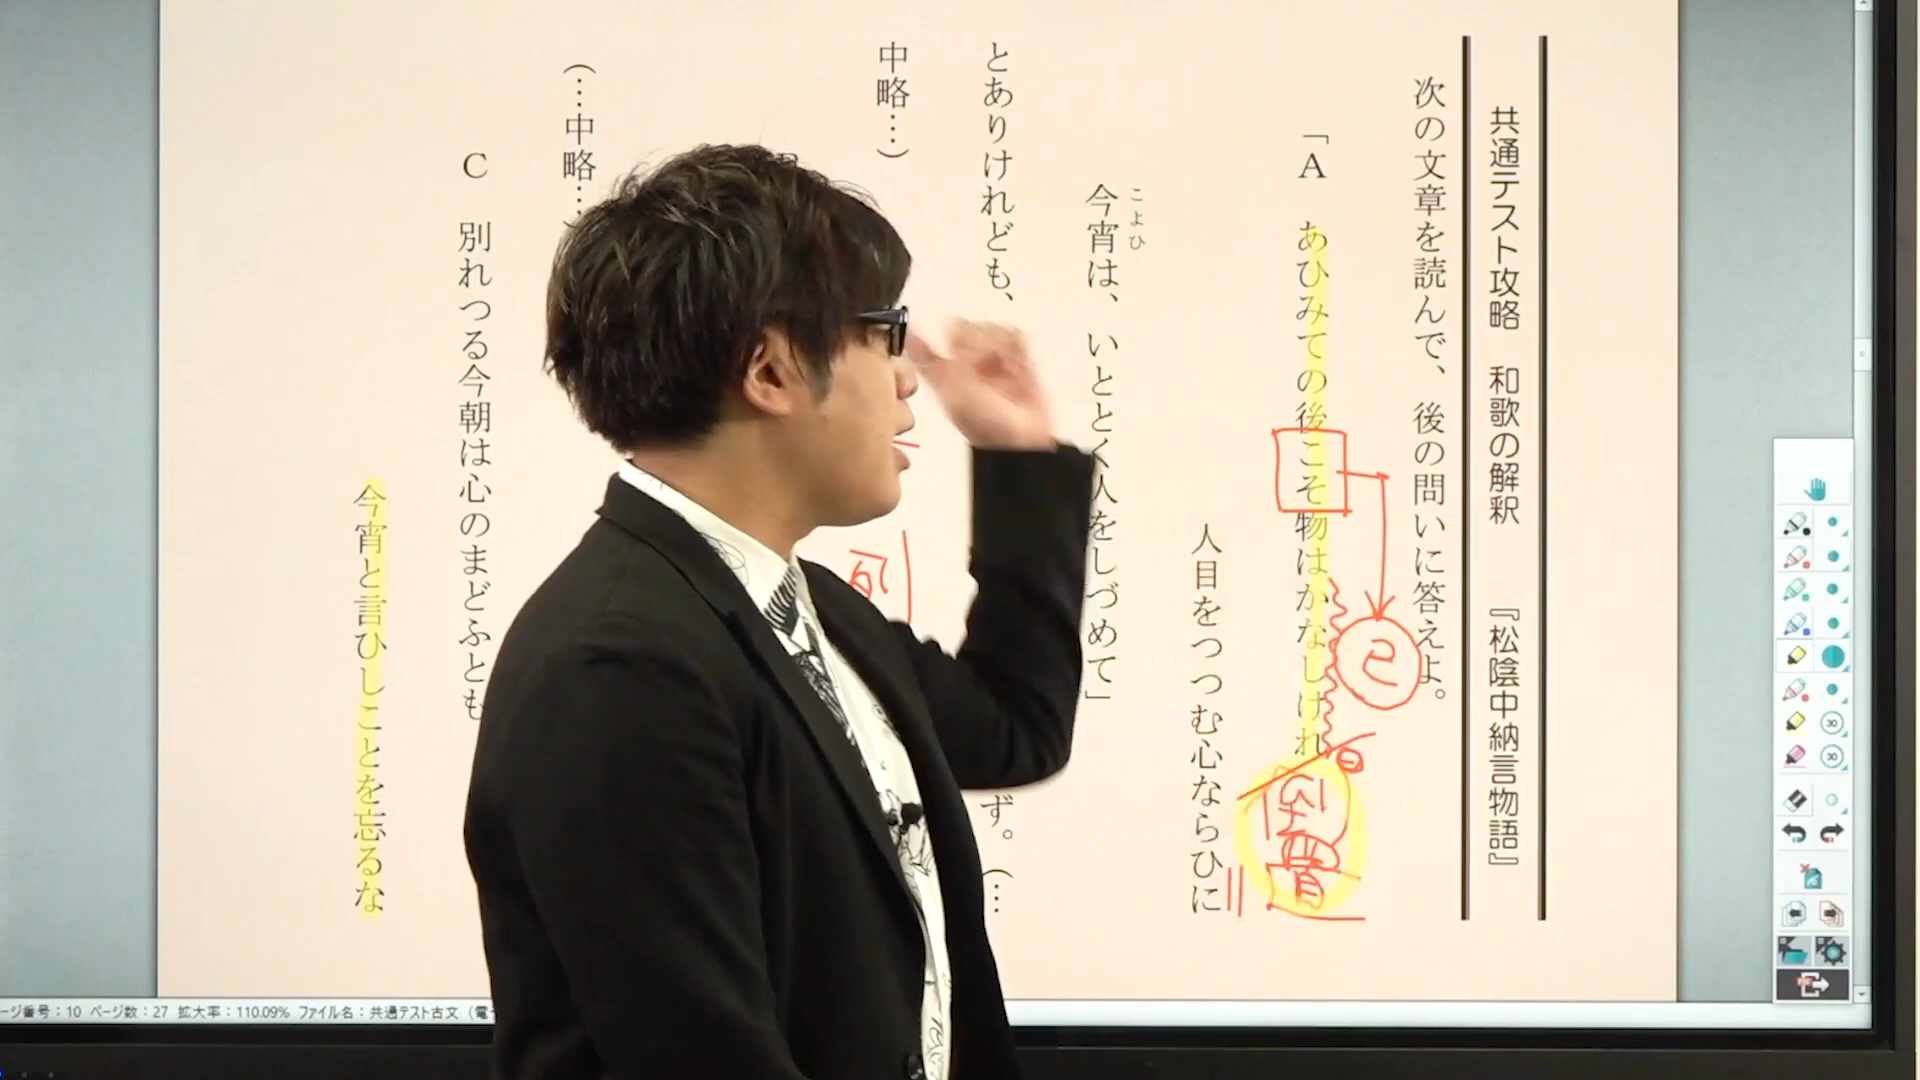 共通テスト攻略 和歌の解釈 『松陰中納言物語』
次の文章を読んで、後の問いに答えよ。
「A あひみての後こそ物はかなしけれ
已
倒置
人目をつつむ心ならひに
今宵は、いととく人をしづめて」
こよひ
とありけれども、
ず。(…
中略…)
(…中略…
C 別れつる今朝は心のまどふとも
今宵と言ひしことを忘るな
ージ番号:10 ページ数:27 拡大率:110.09% ファイル名:共通テスト古文(電